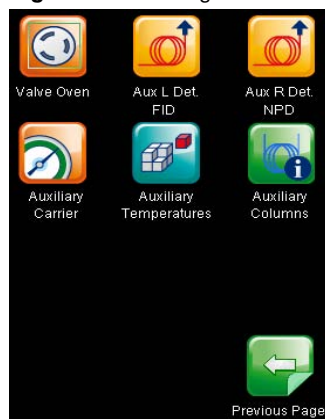 Valve Oven
Aux L Det.
FID
Aux R Det.
NPD
Auxiliary
Carrier
Auxiliary
Temperatures
Auxiliary
Columns
Previous Page